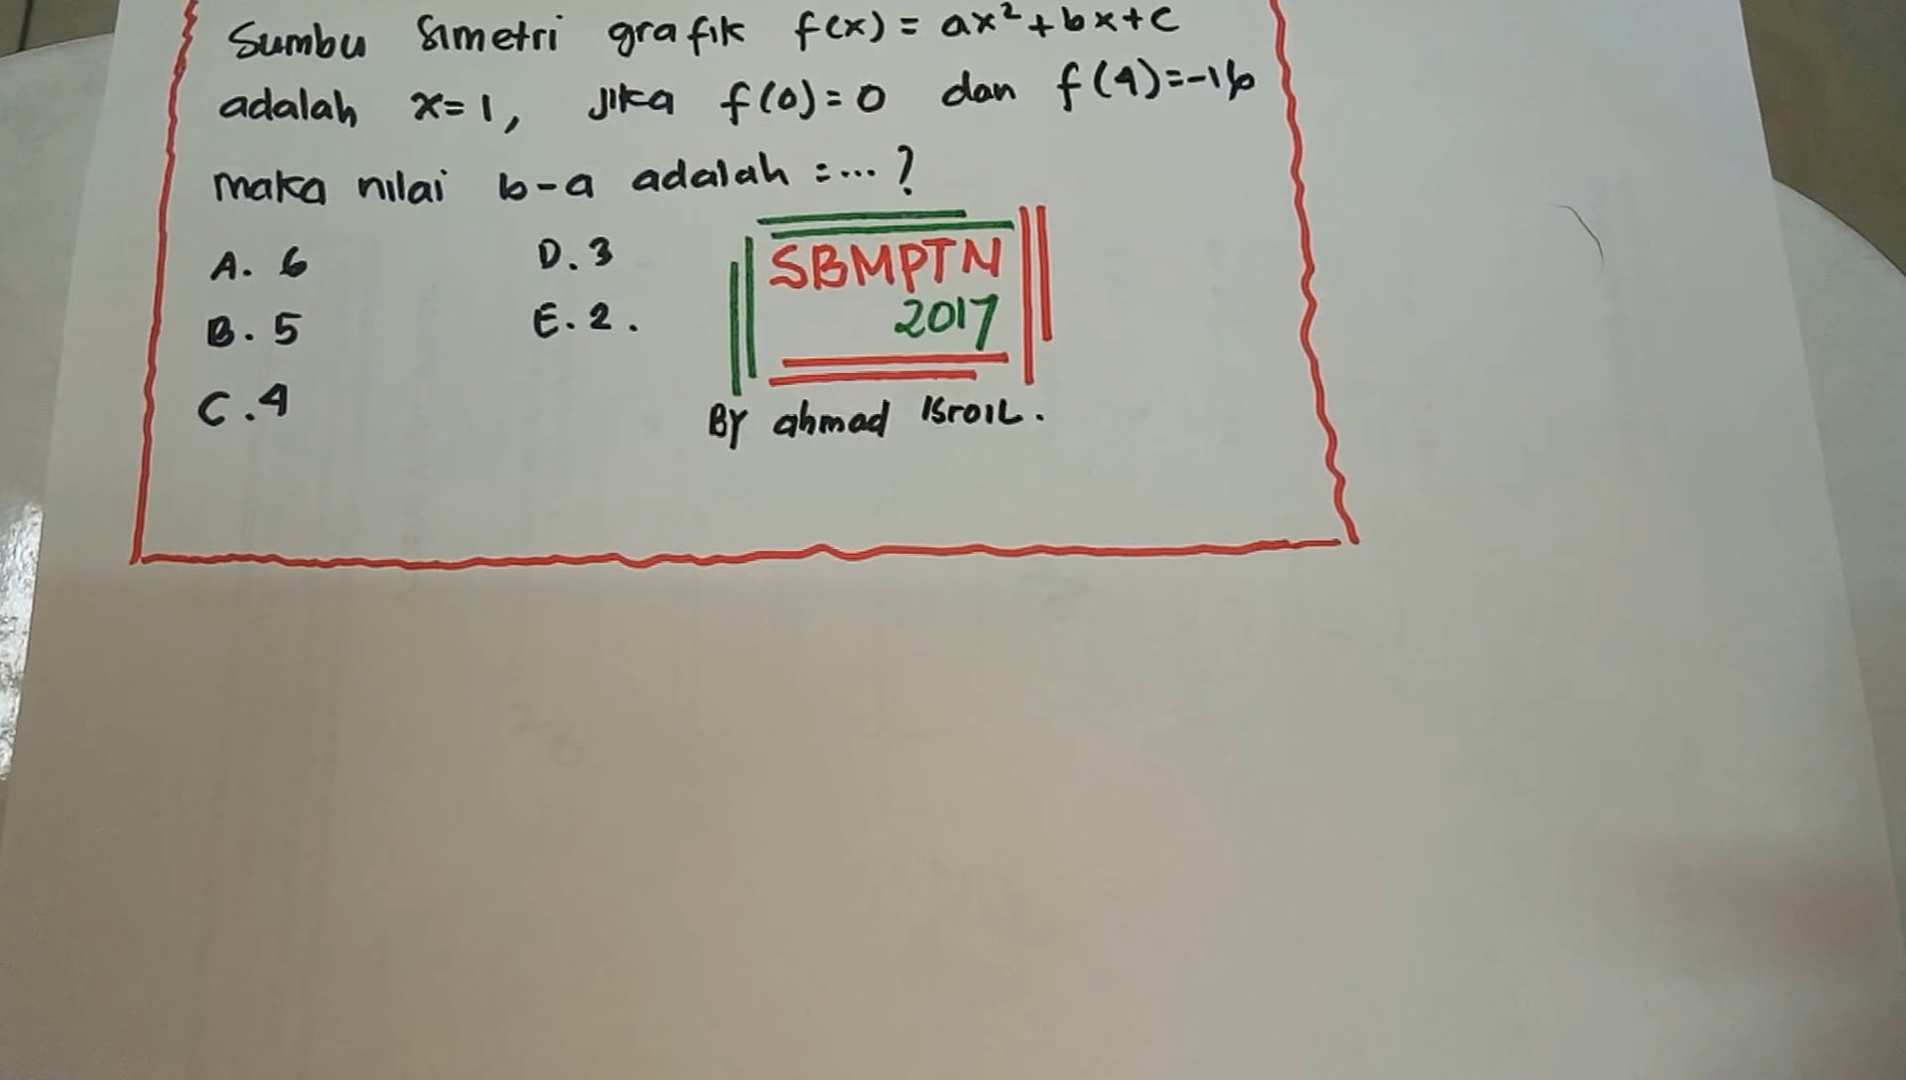 Sumbu Simetri grafik f(x) = ax²+bx+c
adalah x=1, Jika f(0)=0 dan f(4)=-16
maka nilai b-a adalah =...?
A. 6
B. 5
C. 4
D. 3
E. 2.
SBMPTN
2017
BY ahmad ISROIL.